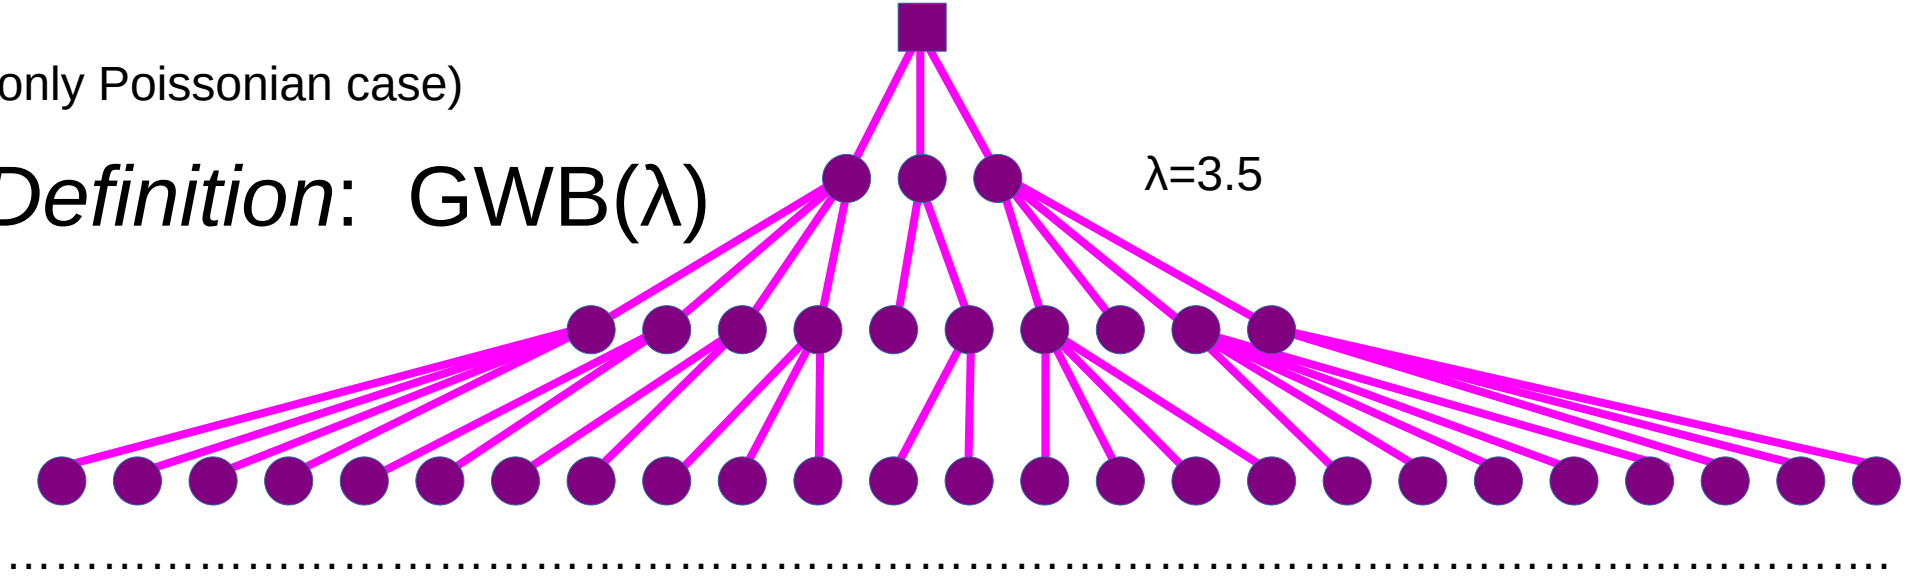 only Poissonian case)
Definition: GWB(λ)
λ=3.5